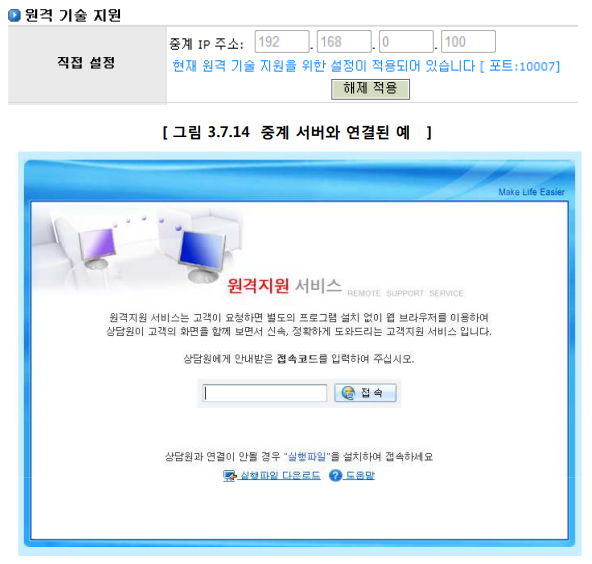 원격 기술 지원
직접 설정
중계 IP 주소: 192 . 168 . 0 . 100
현재 원격 기술 지원을 위한 설정이 적용되어 있습니다 [ 포트:10007]
해제 적용
[ 그림 3.7.14 중계 서버와 연결된 예 ]
Make Life Easier
원격지원 서비스 REMOTE SUPPORT SERVICE
원격지원 서비스는 고객이 요청하면 별도의 프로그램 설치 없이 웹 브라우저를 이용하여
상담원이 고객의 화면을 함께 보면서 신속, 정확하게 도와드리는 고객지원 서비스 입니다.
상담원에게 안내받은 접속코드를 입력하여 주십시오.
접속
상담원과 연결이 안될 경우 "실행파일"을 설치하여 접속하세요
실행파일 다운로드 도움말